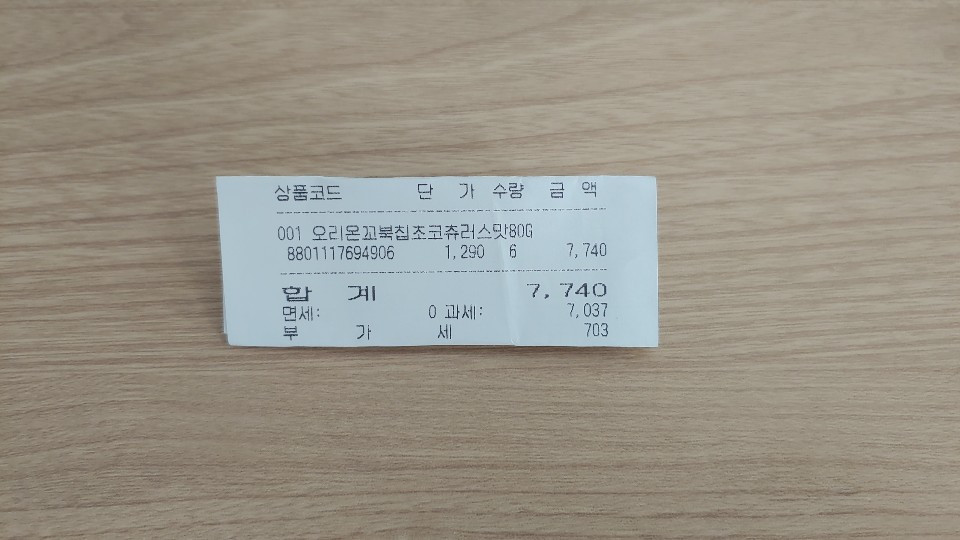 상품코드 단 가 수량 금 액
001 오리온꼬북칩초코츄러스맛80G
8801117694906 1,290 6 7,740
합 계 7,740
면세: 0 과세: 7,037
부 가 세 703